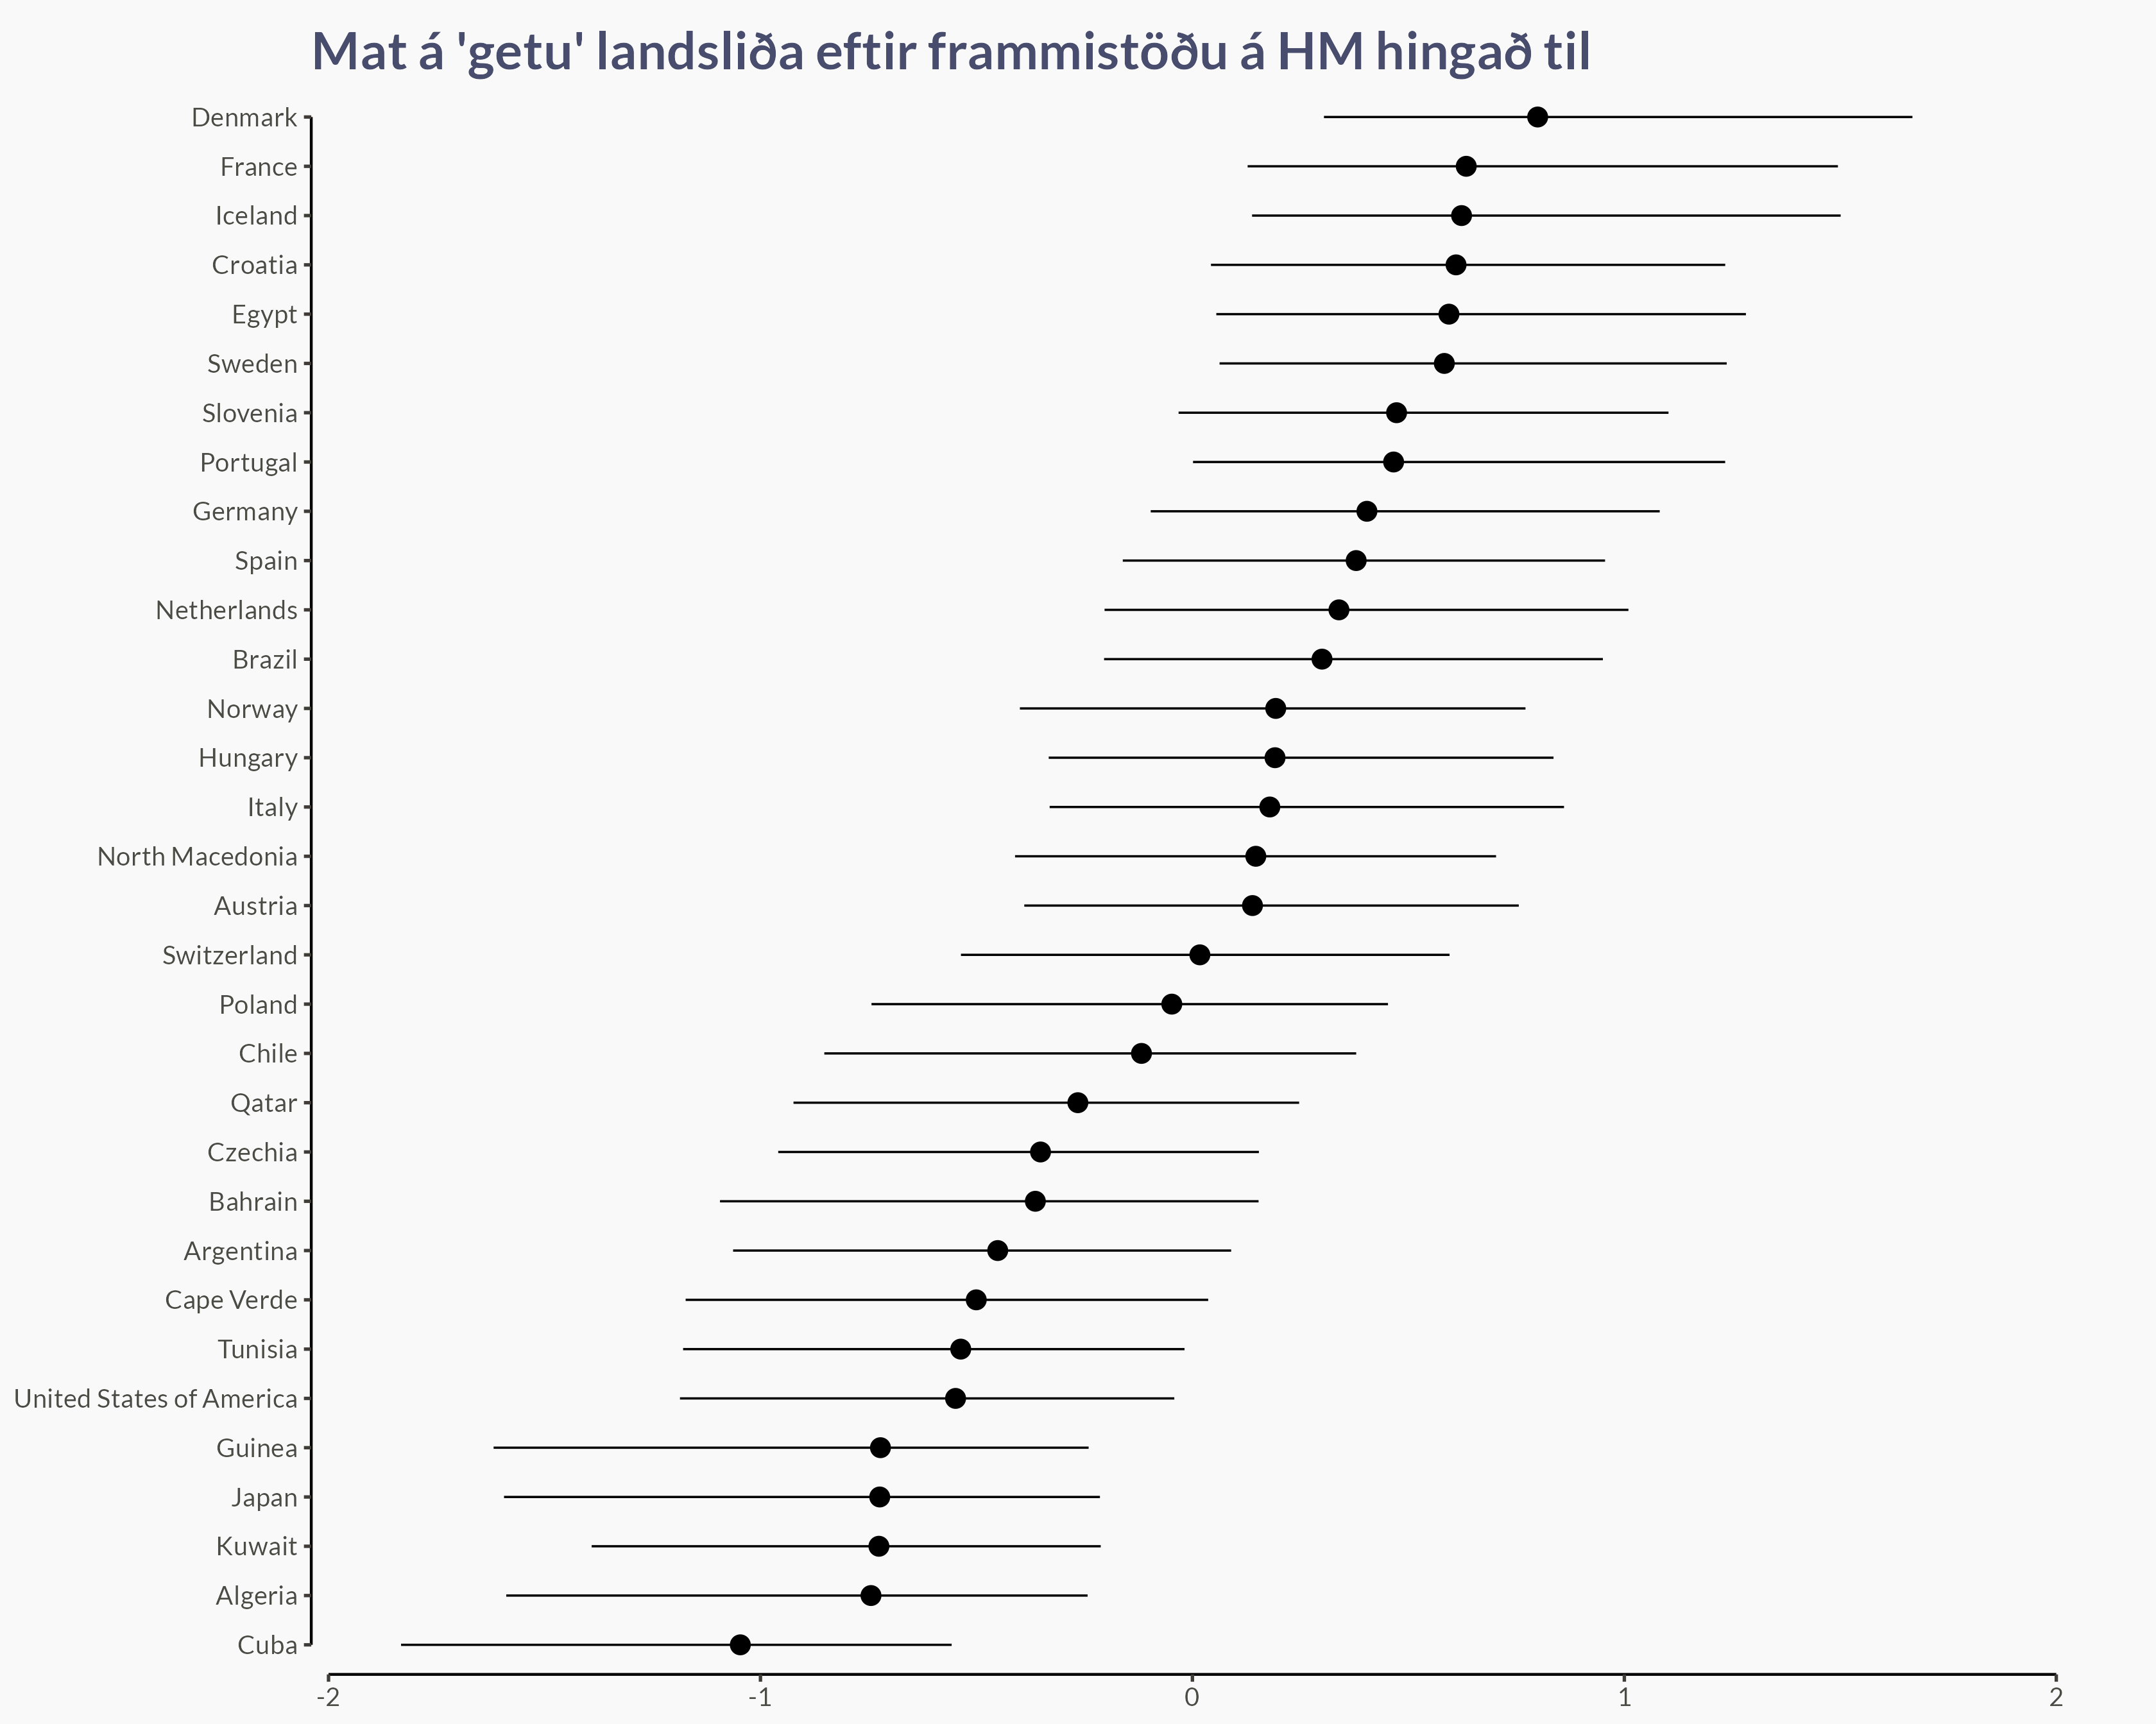 Mat á 'getu' landsliða eftir frammistöðu á HM hingað til
Denmark
France
Iceland
Croatia
Egypt
Sweden
Slovenia
Portugal
Germany
Spain
Netherlands
Brazil
Norway
Hungary
Italy
North Macedonia
Austria
Switzerland
Poland
Chile
Qatar
Czechia
Bahrain
Argentina
Cape Verde
Tunisia
United States of America
Guinea
Japan
Kuwait
Algeria
Cuba
-2 -1 0 1 2